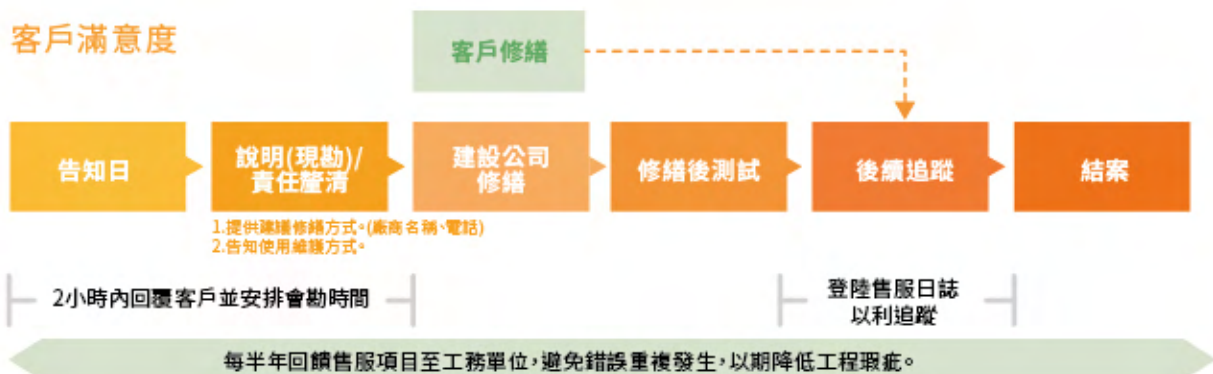 客戶滿意度
客戶修繕
告知日
說明(現勘)/
責任釐清
建設公司
修繕
修繕後測試
後續追蹤
結案
1.提供建議修繕方式。(廠商名稱、電話)
2.告知使用維護方式。
2小時內回覆客戶並安排會勘時間
登陸售服日誌
以利追蹤
每半年回饋售服項目至工務單位,避免錯誤重複發生,以期降低工程瑕疵。